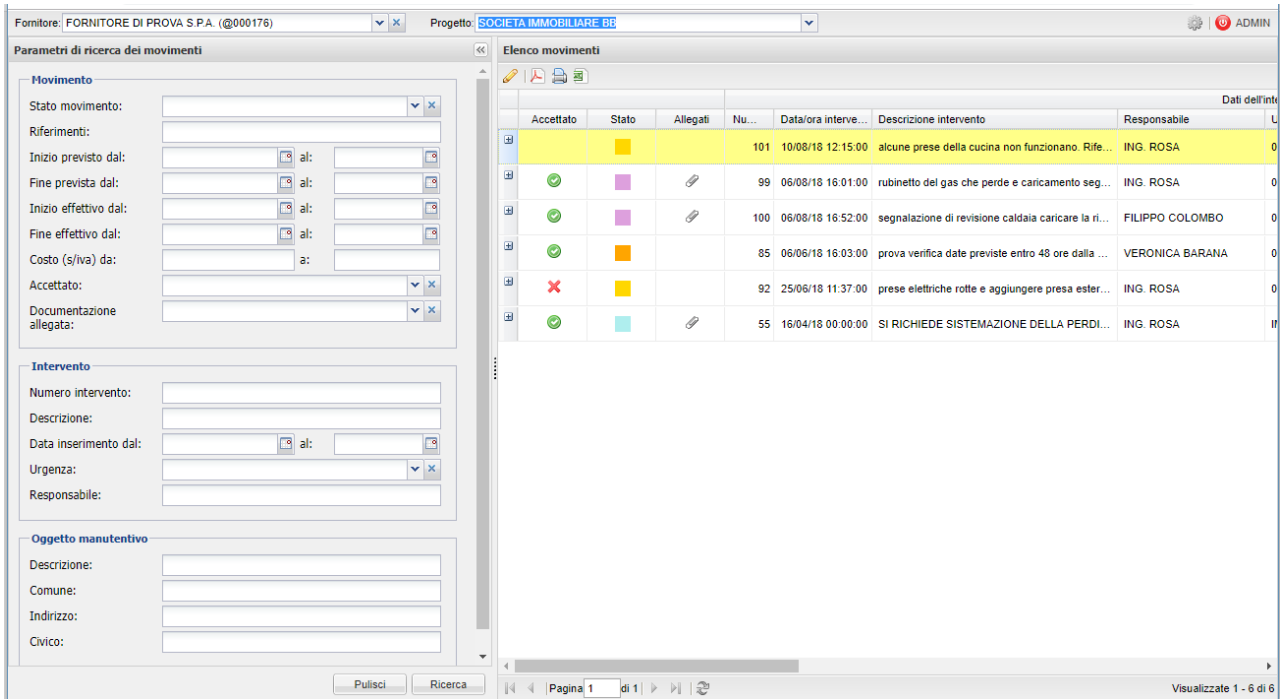 Fornitore: FORNITORE DI PROVA S.P.A. (@000176) Progetto: SOCIETA IMMOBILIARE BB ADMIN
Parametri di ricerca dei movimenti
Movimento
Stato movimento:
Riferimenti:
Inizio previsto dal: al:
Fine prevista dal: al:
Inizio effettivo dal: al:
Fine effettivo dal: al:
Costo (s/iva) da: a:
Accettato:
Documentazione
allegata:
Intervento
Numero intervento:
Descrizione:
Data inserimento dal: al:
Urgenza:
Responsabile:
Oggetto manutentivo
Descrizione:
Comune:
Indirizzo:
Civico:
Pulisci Ricerca
Elenco movimenti
Dati dell'inte
Accettato Stato Allegati Nu... Data/ora interve... Descrizione intervento Responsabile U
101 10/08/18 12:15:00 alcune prese della cucina non funzionano. Rife... ING. ROSA 0
99 06/08/18 16:01:00 rubinetto del gas che perde e caricamento seg... ING. ROSA 0
100 06/08/18 16:52:00 segnalazione di revisione caldaia caricare la ri... FILIPPO COLOMBO 0
85 06/06/18 16:03:00 prova verifica date previste entro 48 ore dalla ... VERONICA BARANA 0
92 25/06/18 11:37:00 prese elettriche rotte e aggiungere presa ester... ING. ROSA 0
55 16/04/18 00:00:00 SI RICHIEDE SISTEMAZIONE DELLA PERDI... ING. ROSA
Pagina 1 di 1 Visualizzate 1 - 6 di 6